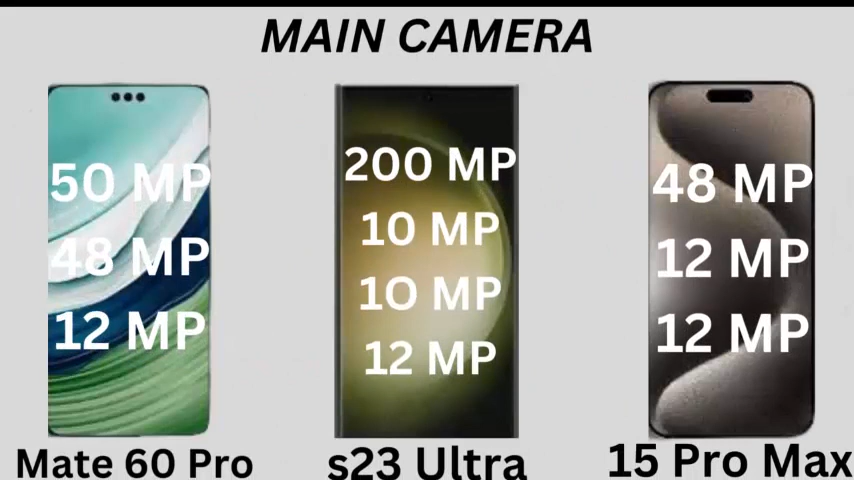 MAIN CAMERA
50 MP
48 MP
12 MP
Mate 60 Pro
200 MP
10 MP
10 MP
12 MP
s23 Ultra
48 MP
12 MP
12 MP
15 Pro Max